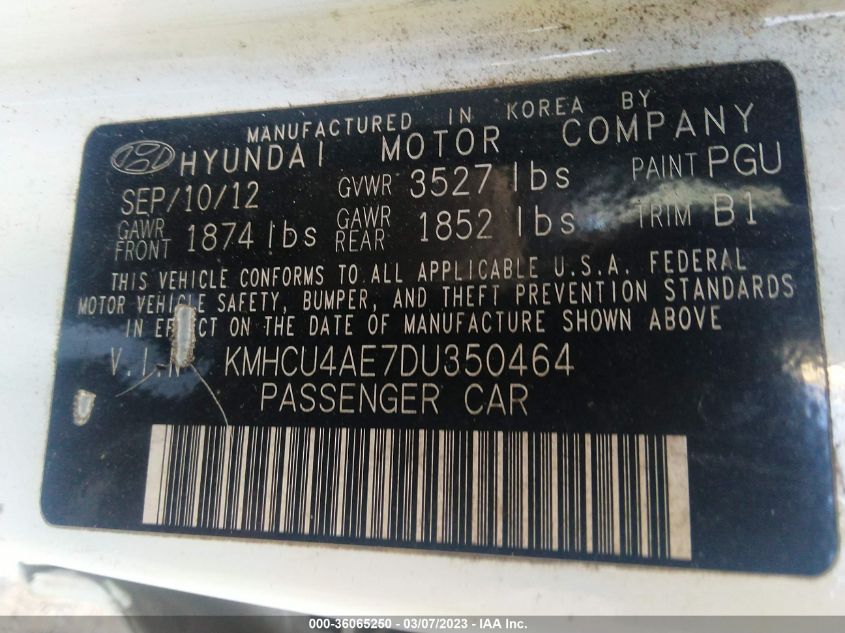 MANUFACTURED IN KOREA BY
HYUNDAI MOTOR COMPANY
SEP/10/12 GVWR 3527 lbs PAINT PGU
GAWR FRONT 1874 lbs GAWR REAR 1852 lbs TRIM B1
THIS VEHICLE CONFORMS TO ALL APPLICABLE U.S.A. FEDERAL
MOTOR VEHICLE SAFETY, BUMPER, AND THEFT PREVENTION STANDARDS
IN EFFECT ON THE DATE OF MANUFACTURE SHOWN ABOVE
V.I.N KMHCU4AE7DU350464
PASSENGER CAR
000-36065250 - 03/07/2023 - IAA Inc.